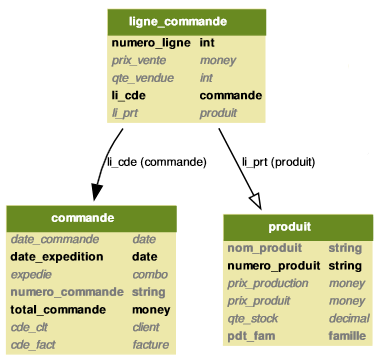 ligne_commande
numero_ligne int
prix_vente money
qte_vendue int
li_cde commande
li_prt produit
li_cde (commande)
li_prt (produit)
commande
date_commande date
date_expedition date
expedie combo
numero_commande string
total_commande money
cde_clt client
cde_fact facture
produit
nom_produit string
numero_produit string
prix_production money
prix_produit money
qte_stock decimal
pdt_fam famille